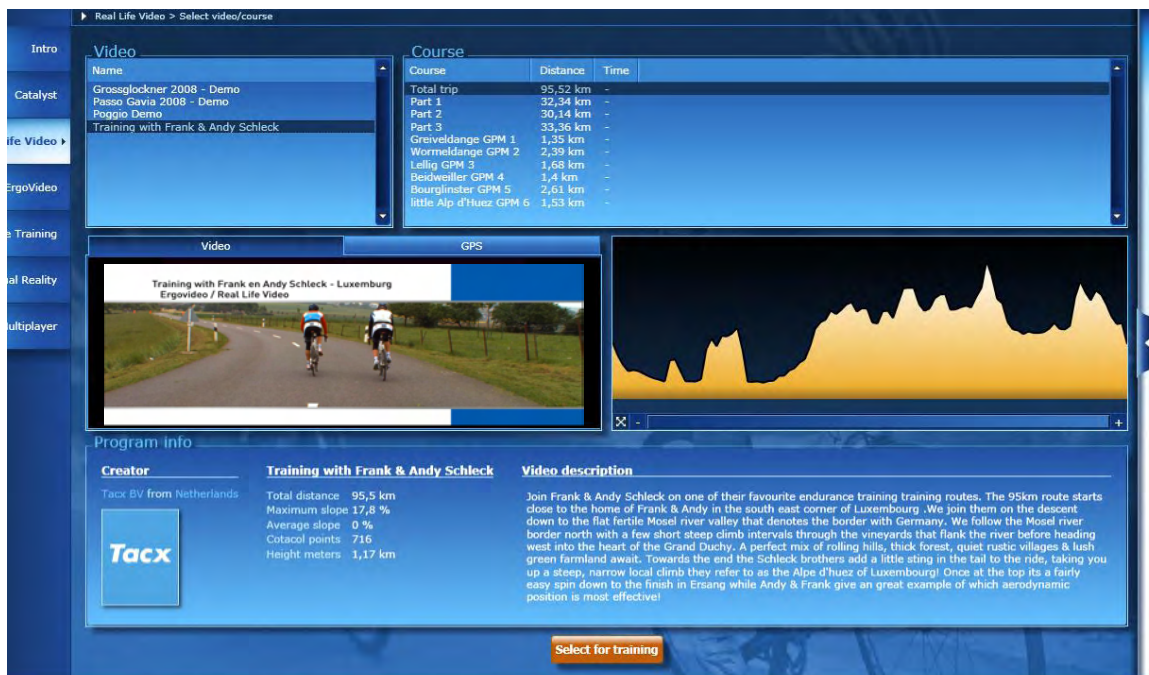 Real Life Video > Select video/course
Intro
Catalyst
ife Video
ErgoVideo
e Training
al Reality
ultiplayer
Video
Name
Grossglockner 2008 - Demo
Passo Gavia 2008 - Demo
Poggio Demo
Training with Frank & Andy Schleck
Course
Course Distance Time
Total trip 95,52 km -
Part 1 32,34 km -
Part 2 30,14 km -
Part 3 33,36 km -
Greiveldange GPM 1 1,35 km -
Wormeldange GPM 2 2,39 km -
Lellig GPM 3 1,68 km -
Beidweiller GPM 4 1,4 km -
Bourglinster GPM 5 2,61 km -
little Alp d'Huez GPM 6 1,53 km -
Video GPS
Training with Frank en Andy Schleck - Luxemburg
Ergovideo / Real Life Video
- +
Program info
Creator
Tacx BV from Netherlands
Tacx
Training with Frank & Andy Schleck
Total distance 95,5 km
Maximum slope 17,8 %
Average slope 0 %
Cotacol points 716
Height meters 1,17 km
Video description
Join Frank & Andy Schleck on one of their favourite endurance training training routes. The 95km route starts
close to the home of Frank & Andy in the south east corner of Luxembourg .We join them on the descent
down to the flat fertile Mosel river valley that denotes the border with Germany. We follow the Mosel river
border north with a few short steep climb intervals through the vineyards that flank the river before heading
west into the heart of the Grand Duchy. A perfect mix of rolling hills, thick forest, quiet rustic villages & lush
green farmland await. Towards the end the Schleck brothers add a little sting in the tail to the ride, taking you
up a steep, narrow local climb they refer to as the Alpe d'huez of Luxembourg! Once at the top its a fairly
easy spin down to the finish in Ersang while Andy & Frank give an great example of which aerodynamic
position is most effective!
Select for training